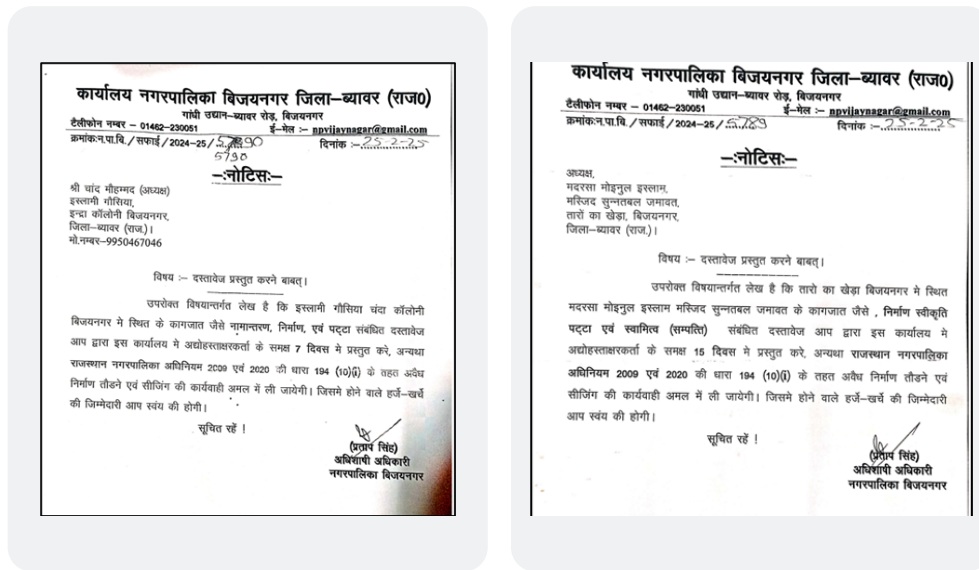 कार्यालय नगरपालिका बिजयनगर जिला–ब्यावर (राज0)
गांधी उद्यान–ब्यावर रोड़, बिजयनगर
टैलीफोन नम्बर – 01462-230051 ई–मेल :– npvijaynagar@gmail.com
क्रमांकःन.पा.बि./सफाई/2024-25/ 5790 दिनांक :– 25-2-25
5790
–:नोटिसः–
श्री चांद मौहम्मद (अध्यक्ष)
इस्लामी गौसिया,
इन्द्रा कॉलोनी बिजयनगर,
जिला–ब्यावर (राज.)।
मो.नम्बर–9950467046
विषय :– दस्तावेज प्रस्तुत करने बाबत्।
उपरोक्त विषयान्तर्गत लेख है कि इस्लामी गौसिया चंदा कॉलोनी
बिजयनगर मे स्थित के कागजात जैसे नामान्तरण, निर्माण, एवं पट्टा संबंधित दस्तावेज
आप द्वारा इस कार्यालय मे अद्योहस्ताक्षरकर्ता के समक्ष 7 दिवस मे प्रस्तुत करे, अन्यथा
राजस्थान नगरपालिका अधिनियम 2009 एवं 2020 की धारा 194 (10)(i) के तहत अवैध
निर्माण तौडने एवं सीजिंग की कार्यवाही अमल में ली जायेगी। जिसमे होने वाले हर्जे–खर्चे
की जिम्मेदारी आप स्वंय की होगी।
सूचित रहें !
(प्रताप सिंह)
अधिशाषी अधिकारी
नगरपालिका बिजयनगर
कार्यालय नगरपालिका बिजयनगर जिला–ब्यावर (राज0)
गांधी उद्यान–ब्यावर रोड़, बिजयनगर
टैलीफोन नम्बर – 01462-230051 ई–मेल :– npvijaynagar@gmail.com
क्रमांकःन.पा.बि./सफाई/2024-25/ 5789 दिनांक :– 25-2-25
–:नोटिसः–
अध्यक्ष,
मदरसा मोइनुल इस्लाम,
मस्जिद सुन्नतबल जमावत,
तारों का खेड़ा, बिजयनगर,
जिला–ब्यावर (राज.)।
विषय :– दस्तावेज प्रस्तुत करने बाबत्।
उपरोक्त विषयान्तर्गत लेख है कि तारो का खेड़ा बिजयनगर मे स्थित
मदरसा मोइनुल इस्लाम मस्जिद सुन्नतबल जमावत के कागजात जैसे , निर्माण स्वीकृति
पट्टा एवं स्वामित्व (सम्पत्ति) संबंधित दस्तावेज आप द्वारा इस कार्यालय मे
अद्योहस्ताक्षरकर्ता के समक्ष 15 दिवस मे प्रस्तुत करे, अन्यथा राजस्थान नगरपालिका
अधिनियम 2009 एवं 2020 की धारा 194 (10)(i) के तहत अवैध निर्माण तौडने एवं
सीजिंग की कार्यवाही अमल में ली जायेगी। जिसमे होने वाले हर्जे–खर्चे की जिम्मेदारी
आप स्वंय की होगी।
सूचित रहें !
(प्रताप सिंह)
अधिशाषी अधिकारी
नगरपालिका बिजयनगर